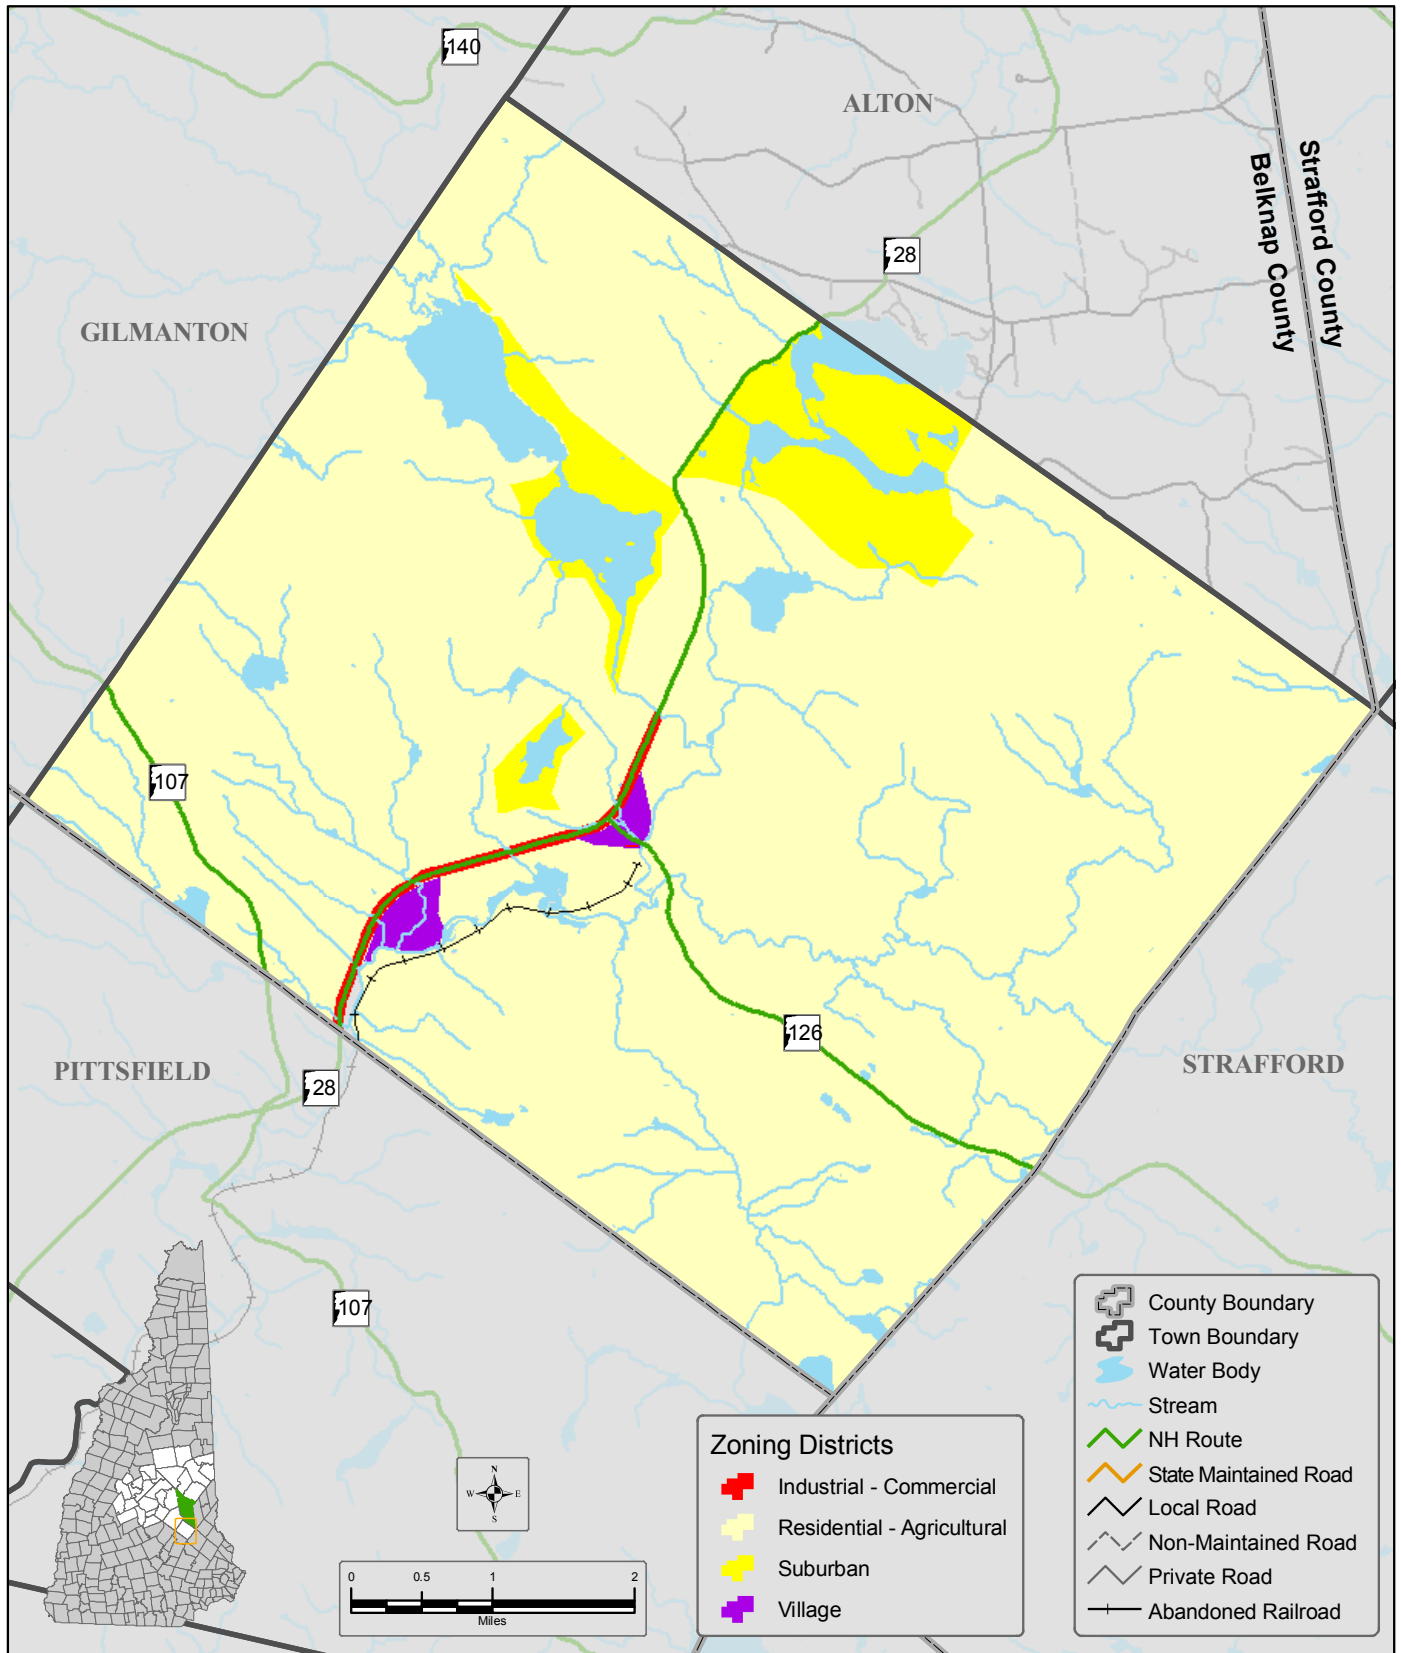 140
ALTON
Strafford County
Belknap County
28
GILMANTON
107
126
PITTSFIELD
STRAFFORD
28
107
N
W E
S
0 0.5 1 2
Miles
Zoning Districts
Industrial - Commercial
Residential - Agricultural
Suburban
Village
County Boundary
Town Boundary
Water Body
Stream
NH Route
State Maintained Road
Local Road
Non-Maintained Road
Private Road
Abandoned Railroad